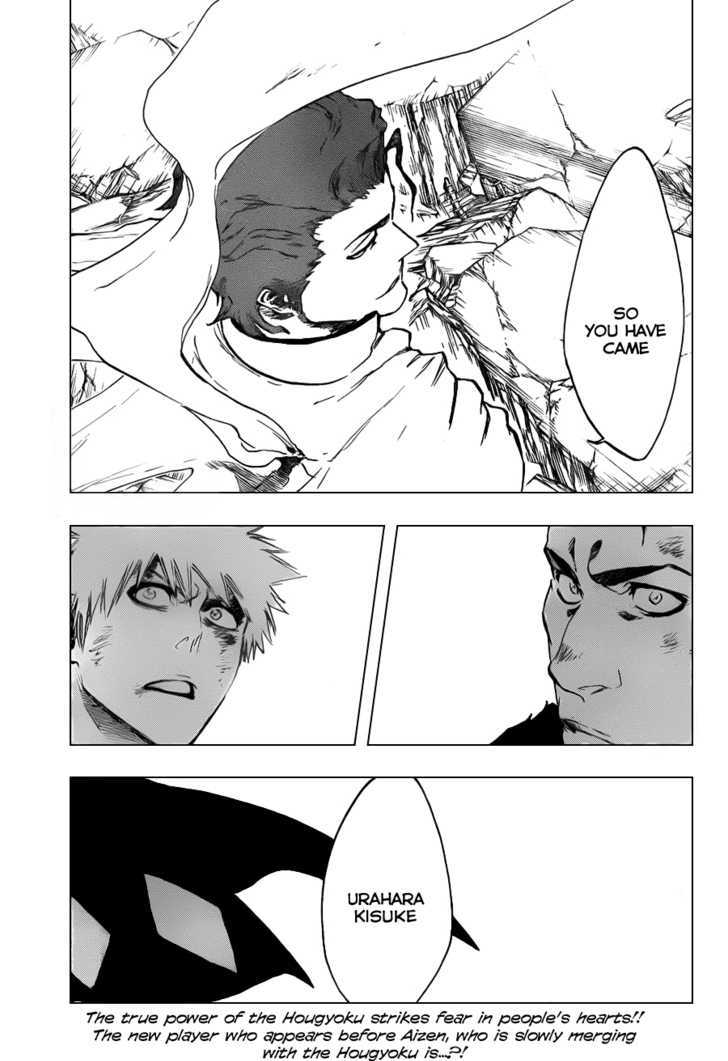 SO
YOU HAVE
CAME
URAHARA
KISUKE
The true power of the Hougyoku strikes fear in people's hearts!!
The new player who appears before Aizen, who is slowly merging
with the Hougyoku is...?!